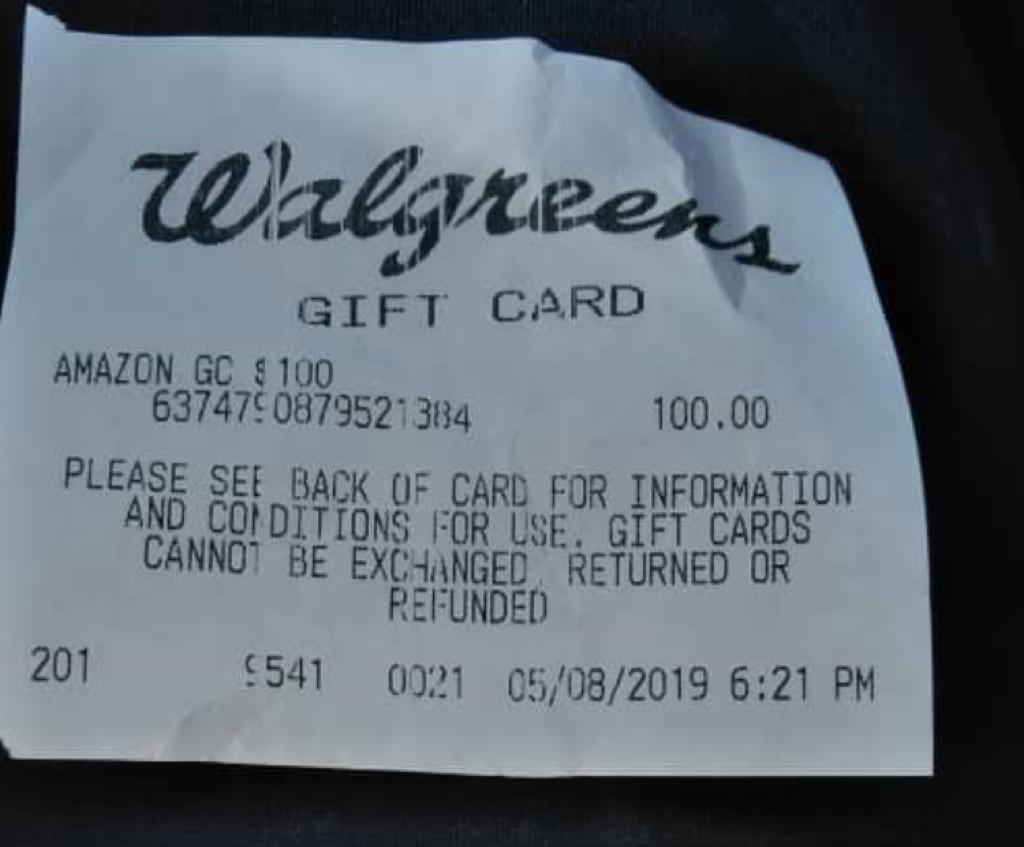 Walgreens
GIFT CARD
AMAZON GC $100
6374790879521384 100.00
PLEASE SEE BACK OF CARD FOR INFORMATION
AND CONDITIONS FOR USE. GIFT CARDS
CANNOT BE EXCHANGED, RETURNED OR
REFUNDED
201 9541 0021 05/08/2019 6:21 PM